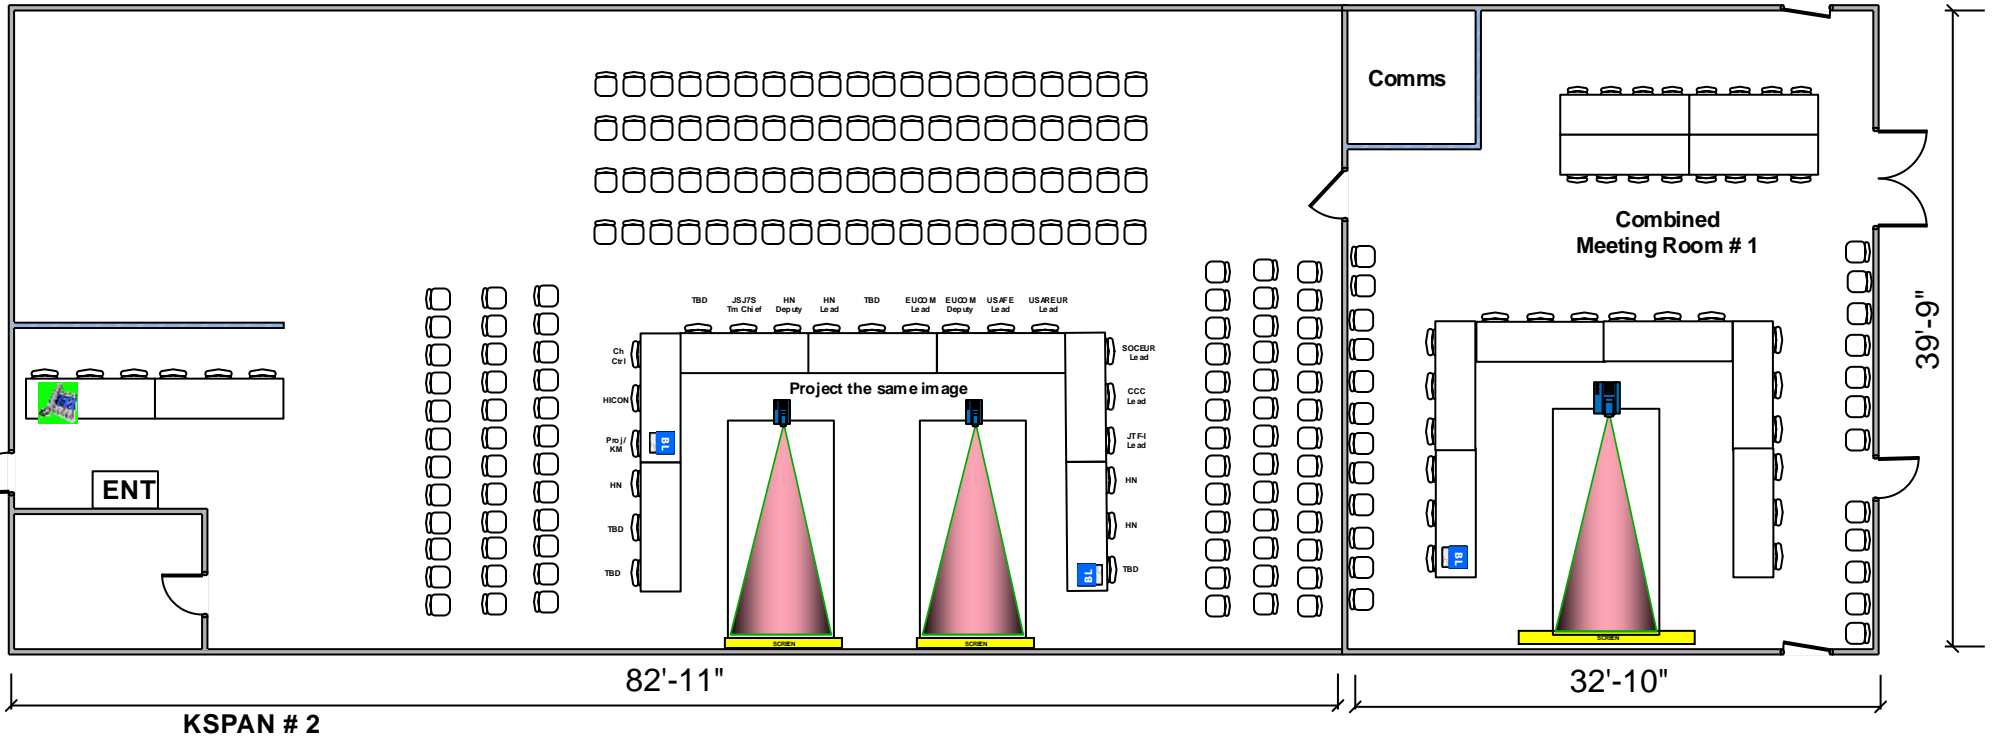 Comms
Combined
Meeting Room # 1
TBD
JSJ7S
Tm Chief
HN
Deputy
HN
Lead
TBD
EUCOM
Lead
EUCOM
Deputy
USAFE
Lead
USAREUR
Lead
Ch
Ctrl
HICON
Proj/
KM
HN
TBD
TBD
SOCEUR
Lead
CCC
Lead
JTF-I
Lead
HN
HN
TBD
Project the same image
BL
BL
BL
ENT
SCREEN
SCREEN
SCREEN
39'-9"
82'-11"
32'-10"
KSPAN # 2